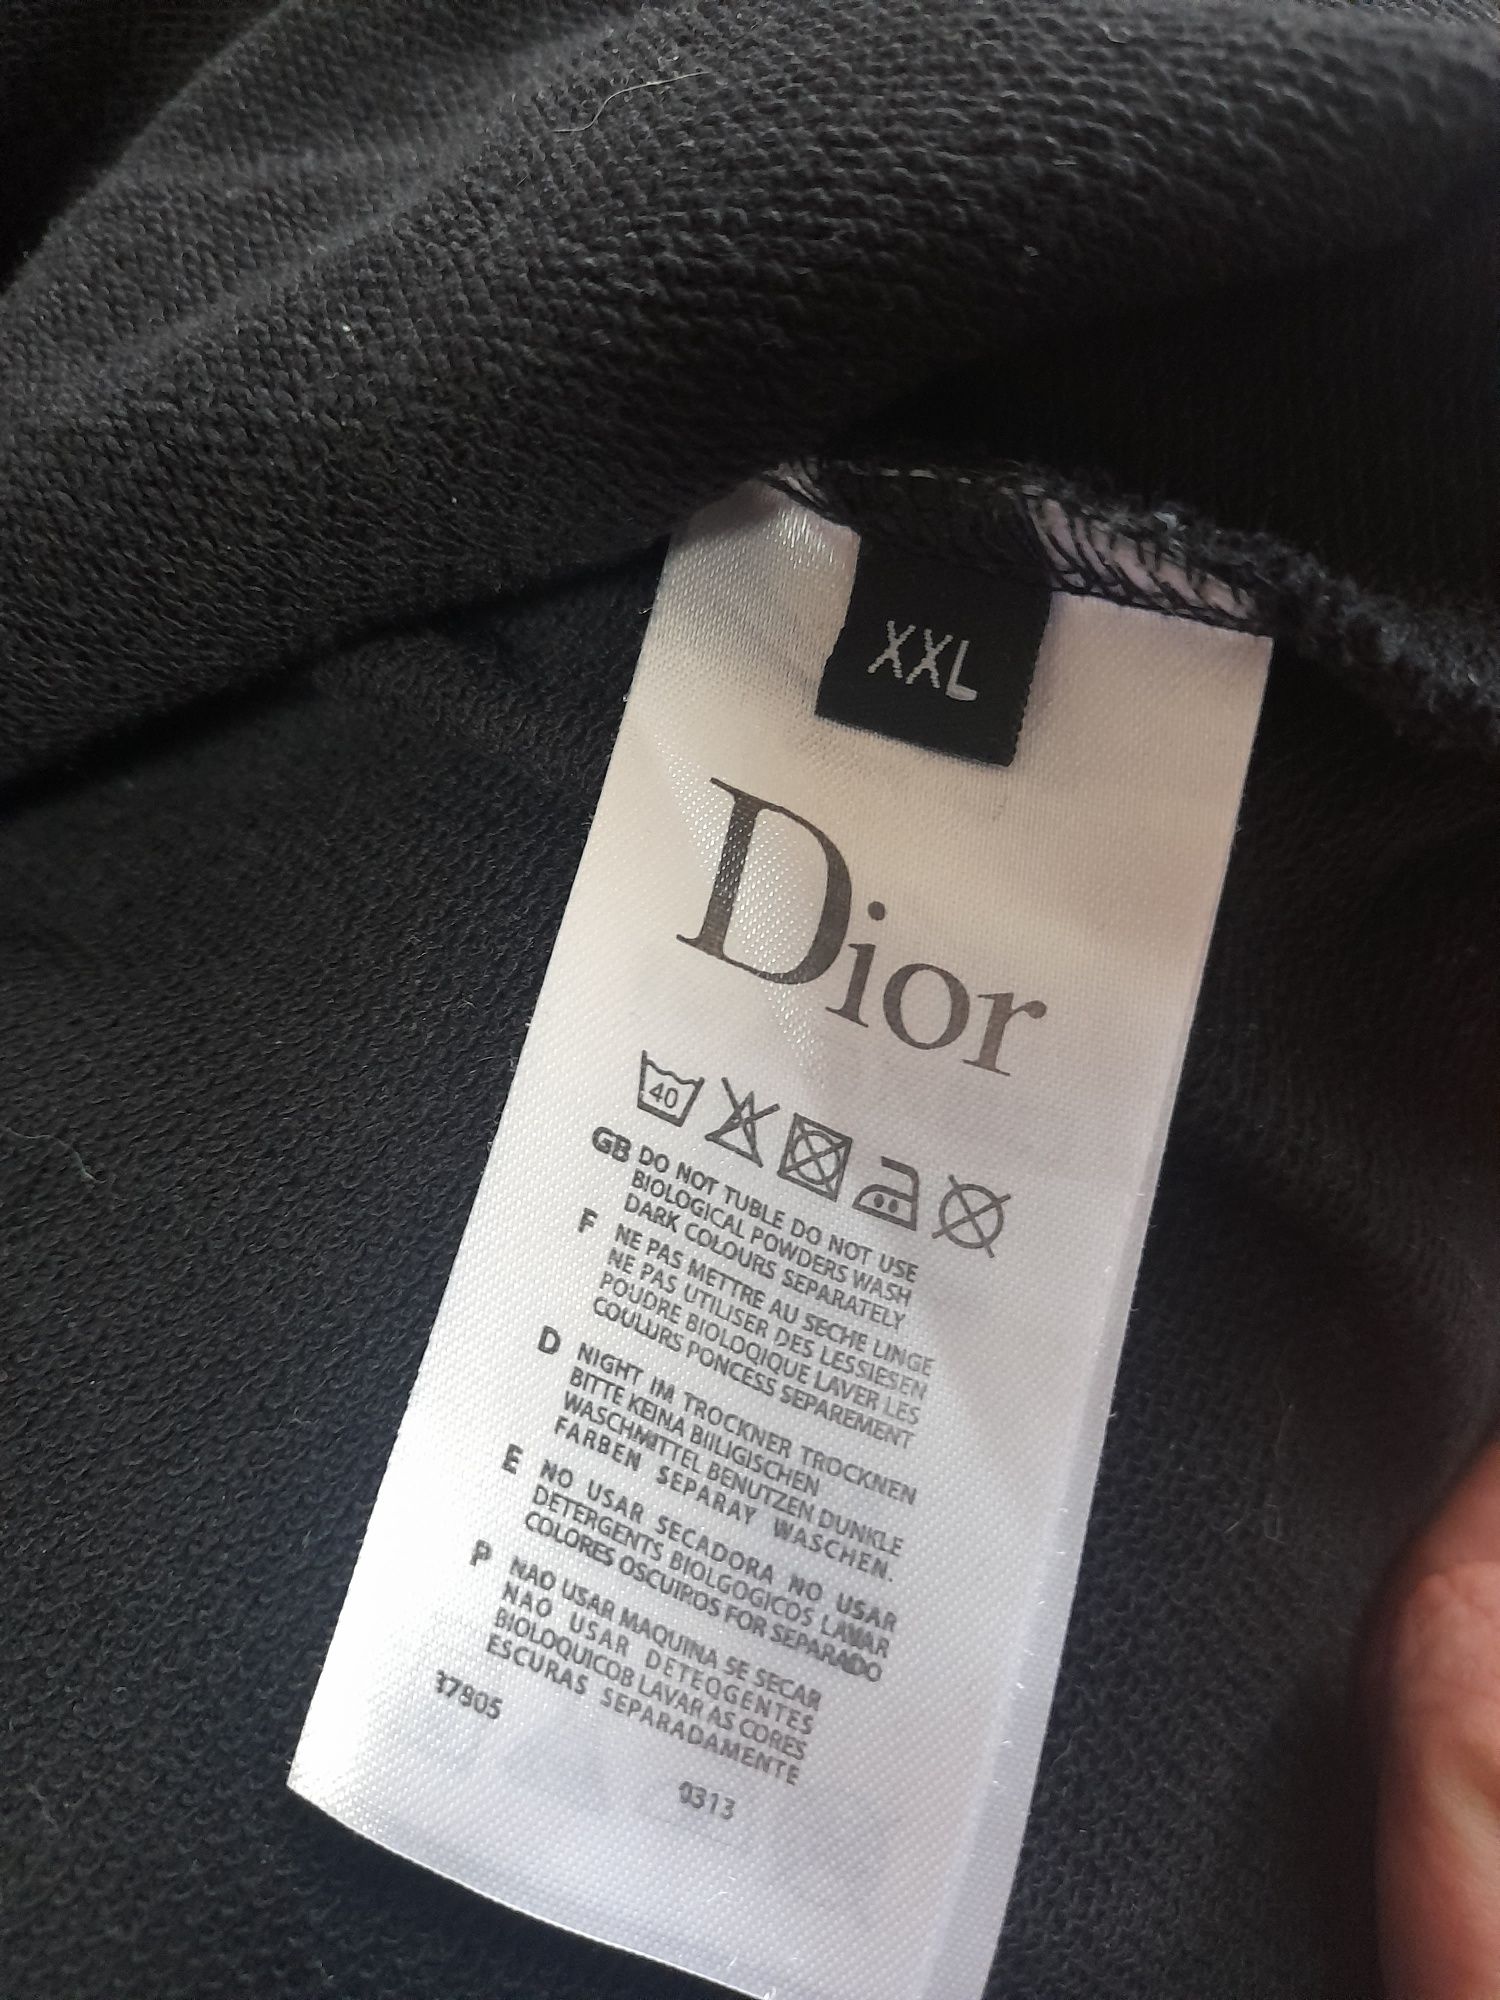 XXL
Dior
40
GB DO NOT TUBLE DO NOT USE
BIOLOGICAL POWDERS WASH
DARK COLOURS SEPARATELY
F NE PAS METTRE AU SECHE LINGE
NE PAS UTILISER DES LESSIESEN
POUDRE BIOLOQIQUE LAVER LES
COULURS PONCESS SEPAREMENT
D NIGHT IM TROCKNER TROCKNEN
BITTE KEINA BIILIGISCHEN
WASCHMITTEL BENUTZEN DUNKLE
FARBEN SEPARAY WASCHEN.
E NO USAR SECADORA NO USAR
DETERGENTS BIOLGOGICOS LAVAR
COLORES OSCUIROS FOR SEPARADO
P NAO USAR MAQUINA SE SECAR
NAO USAR DETEQGENTES
BIOLOQUICOB LAVAR AS CORES
ESCURAS SEPARADAMENTE
37805
0313